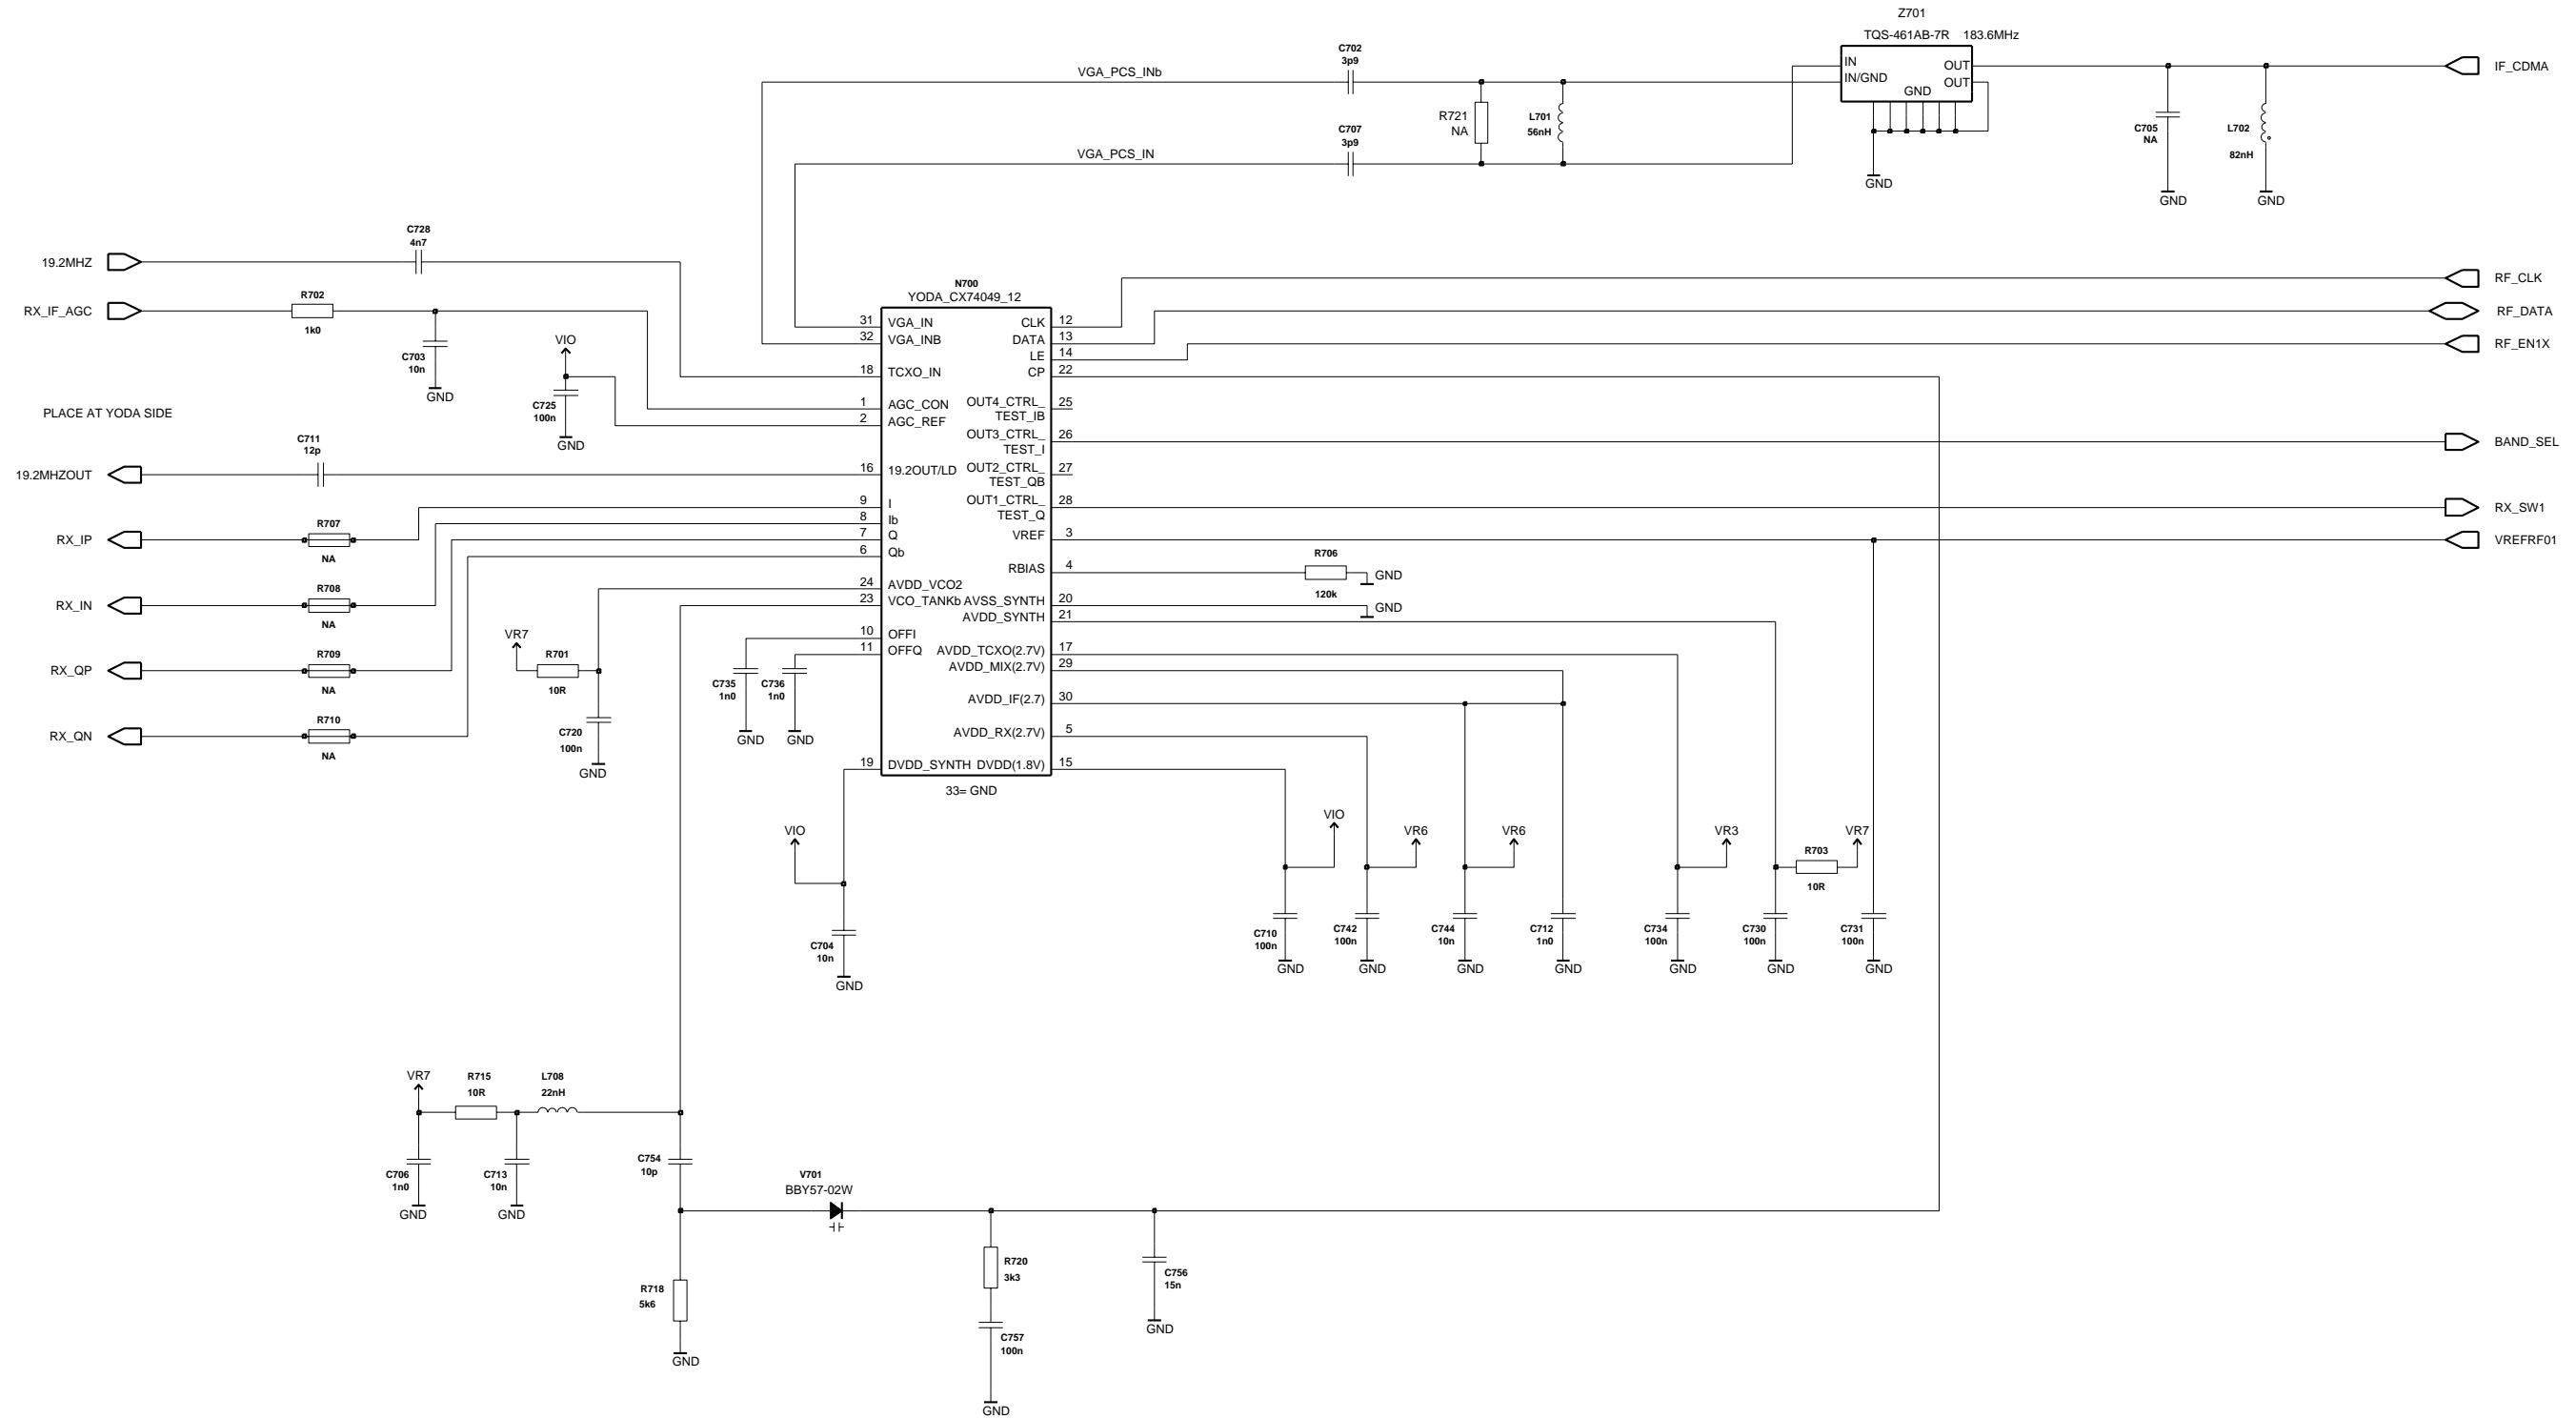 Z701
TQS-461AB-7R 183.6MHz
C702
3p9
IN
OUT
IF_CDMA
VGA_PCS_INb
IN/GND
OUT
GND
R721
NA
L701
56nH
C707
3p9
C705
NA
L702
82nH
VGA_PCS_IN
GND
GND
GND
C728
4n7
19.2MHZ
RF_CLK
N700
YODA_CX74049_12
R702
RX_IF_AGC
1k0
RF_DATA
31 VGA_IN
CLK 12
32 VGA_INB
DATA 13
RF_EN1X
LE 14
VIO
C703
10n
18 TCXO_IN
CP 22
GND
C725
100n
1 AGC_CON
OUT4_CTRL_ 25
TEST_IB
PLACE AT YODA SIDE
2 AGC_REF
GND
C711
12p
OUT3_CTRL_ 26
TEST_I
BAND_SEL
19.2MHZOUT
16 19.2OUT/LD
OUT2_CTRL_ 27
TEST_QB
9 I
OUT1_CTRL_ 28
TEST_Q
RX_SW1
8 Ib
R707
RX_IP
NA
7 Q
VREF 3
VREFRF01
6 Qb
R706
120k
GND
RBIAS 4
24 AVDD_VCO2
R708
RX_IN
NA
23 VCO_TANKb
AVSS_SYNTH 20
GND
AVDD_SYNTH 21
10 OFFI
11 OFFQ
AVDD_TCXO(2.7V) 17
AVDD_MIX(2.7V) 29
VR7
R701
10R
R709
RX_QP
NA
C735
1n0
C736
1n0
AVDD_IF(2.7) 30
R710
RX_QN
NA
C720
100n
GND
GND
GND
AVDD_RX(2.7V) 5
19 DVDD_SYNTH
DVDD(1.8V) 15
33= GND
VIO
VIO
VR6
VR6
VR3
VR7
R703
10R
C704
10n
GND
C710
100n
C742
100n
C744
10n
C712
1n0
C734
100n
C730
100n
C731
100n
GND
GND
GND
GND
GND
GND
GND
VR7
R715
10R
L708
22nH
C706
1n0
C713
10n
C754
10p
V701
BBY57-02W
GND
GND
R718
5k6
R720
3k3
C756
15n
GND
C757
100n
GND
GND